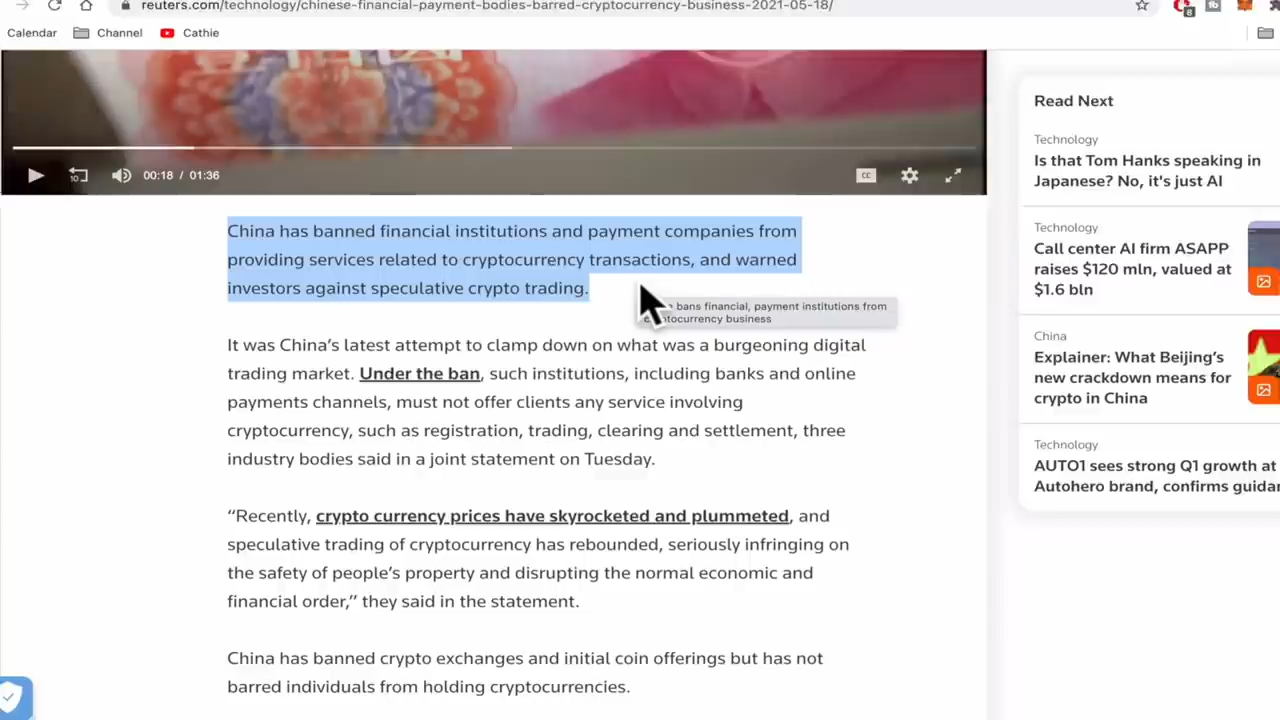 reuters.com/technology/chinese-financial-payment-bodies-barred-cryptocurrency-business-2021-05-18/
8
Calendar
Channel
Cathie
10
00:18 / 01:36
CC
China has banned financial institutions and payment companies from
providing services related to cryptocurrency transactions, and warned
investors against speculative crypto trading.
bans financial, payment institutions from
business
It was China's latest attempt to clamp down on what was a burgeoning digital
trading market. Under the ban, such institutions, including banks and online
payments channels, must not offer clients any service involving
cryptocurrency, such as registration, trading, clearing and settlement, three
industry bodies said in a joint statement on Tuesday.
“Recently, crypto currency prices have skyrocketed and plummeted, and
speculative trading of cryptocurrency has rebounded, seriously infringing on
the safety of people's property and disrupting the normal economic and
financial order,” they said in the statement.
China has banned crypto exchanges and initial coin offerings but has not
barred individuals from holding cryptocurrencies.
Read Next
Technology
Is that Tom Hanks speaking in
Japanese? No, it's just AI
Technology
Call center AI firm ASAPP
raises $120 mln, valued at
$1.6 bln
China
Explainer: What Beijing's
new crackdown means for
crypto in China
Technology
AUTO1 sees strong Q1 growth at
Autohero brand, confirms